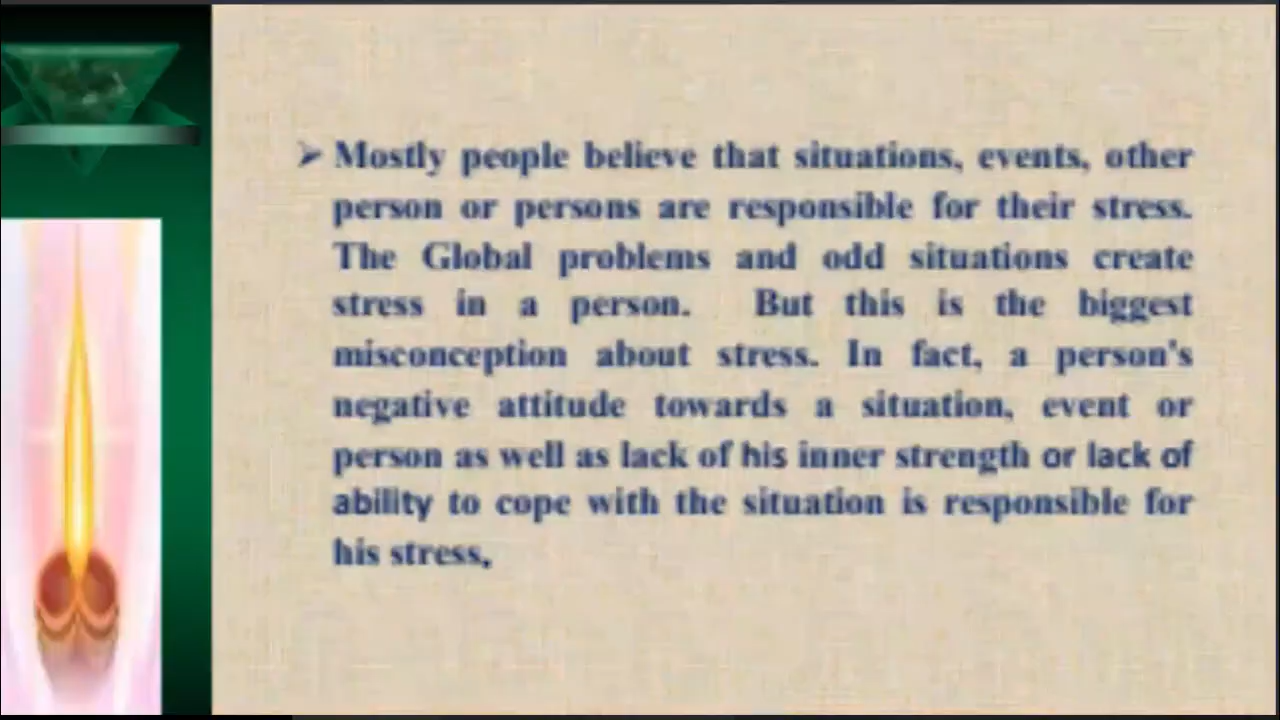 ➢ Mostly people believe that situations, events, other
person or persons are responsible for their stress.
The Global problems and odd situations create
stress in a person. But this is the biggest
misconception about stress. In fact, a person's
negative attitude towards a situation, event or
person as well as lack of his inner strength or lack of
ability to cope with the situation is responsible for
his stress,